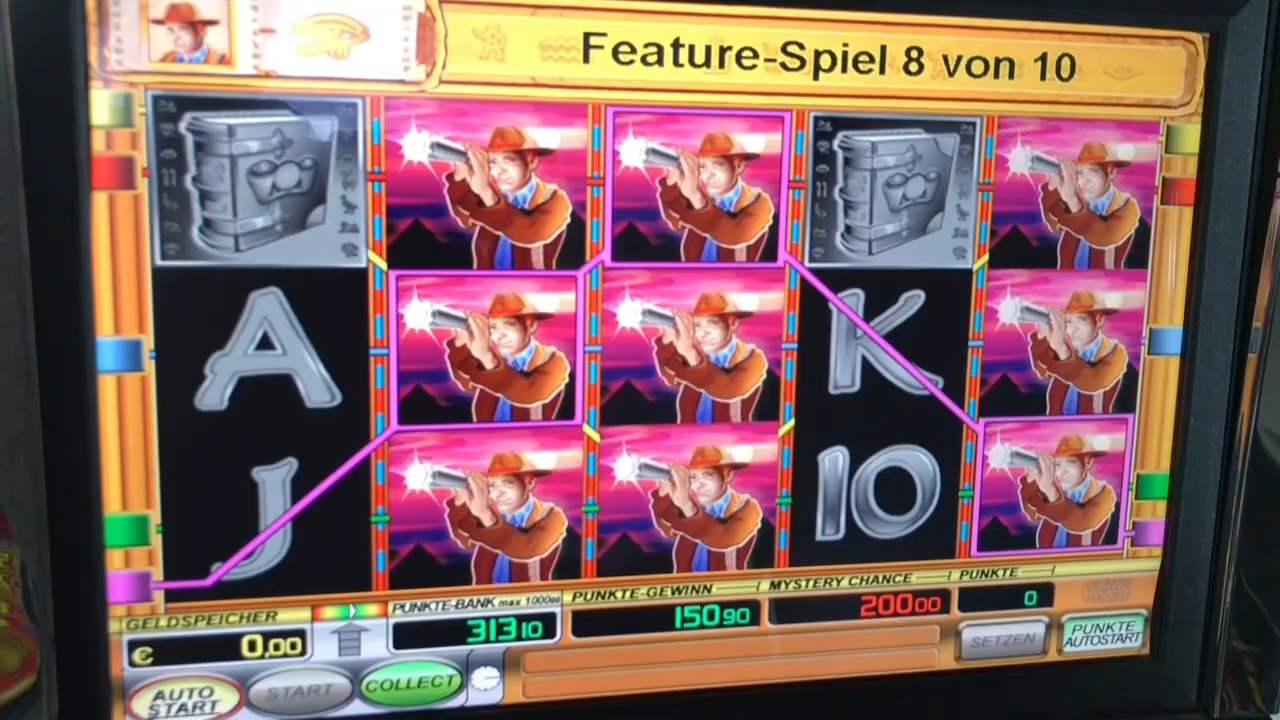 Feature-Spiel 8 von 10
A
K
J
10
GELDSPEICHER
PUNKTE-BANK max 10000
PUNKTE-GEWINN
MYSTERY CHANCE
PUNKTE
€ 0,00
313 10
150 90
200 00
0
SETZEN
PUNKTE AUTOSTART
AUTO START
START
COLLECT